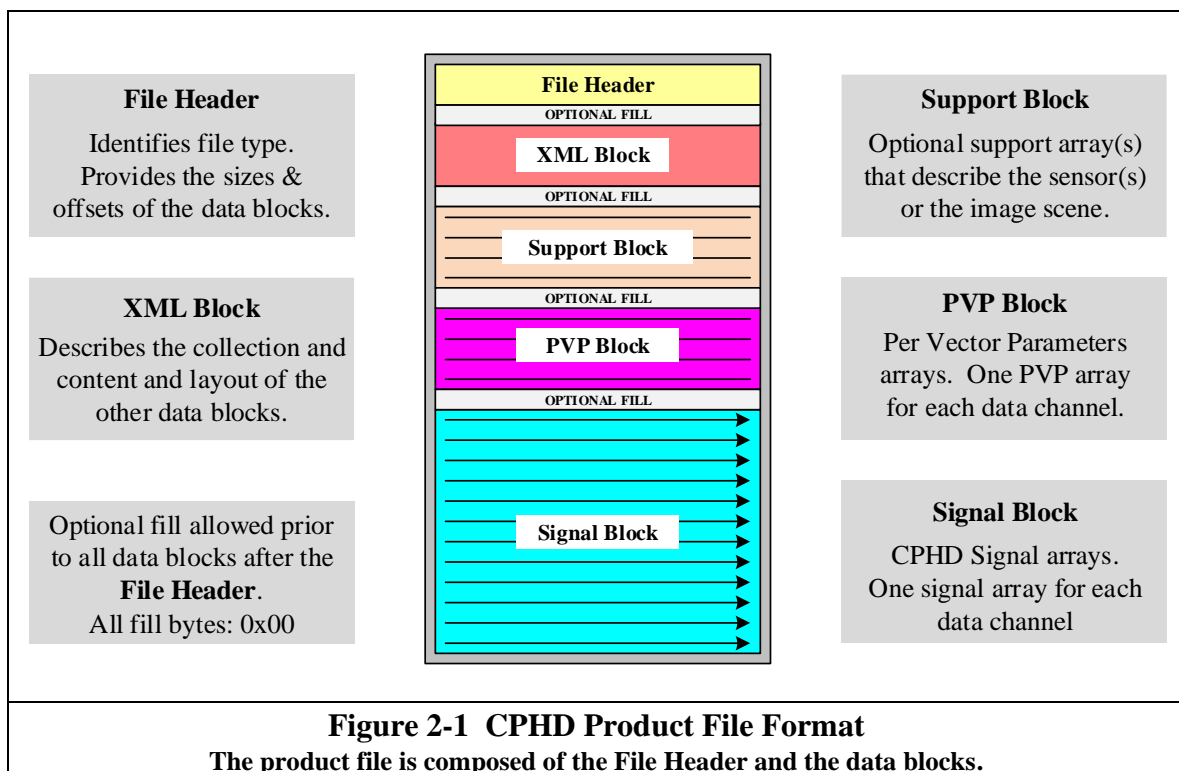 File Header
Identifies file type.
Provides the sizes &
offsets of the data blocks.
XML Block
Describes the collection and
content and layout of the
other data blocks.
Optional fill allowed prior
to all data blocks after the
File Header.
All fill bytes: 0x00
File Header
OPTIONAL FILL
XML Block
OPTIONAL FILL
Support Block
OPTIONAL FILL
PVP Block
OPTIONAL FILL
Signal Block
Support Block
Optional support array(s)
that describe the sensor(s)
or the image scene.
PVP Block
Per Vector Parameters
arrays. One PVP array
for each data channel.
Signal Block
CPHD Signal arrays.
One signal array for each
data channel
Figure 2-1 CPHD Product File Format
The product file is composed of the File Header and the data blocks.